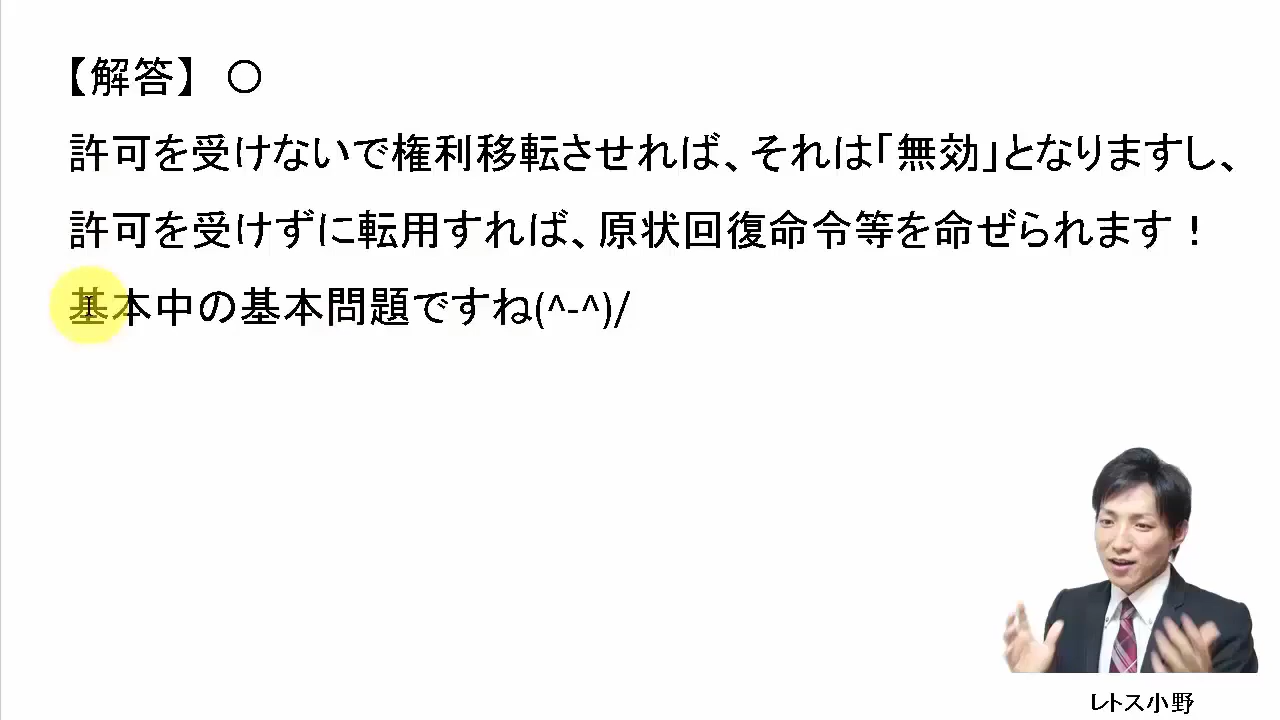 【解答】 ○
許可を受けないで権利移転させれば、それは「無効」となりますし、
許可を受けずに転用すれば、原状回復命令等を命ぜられます！
基本中の基本問題ですね(^-^)/
レトス小野